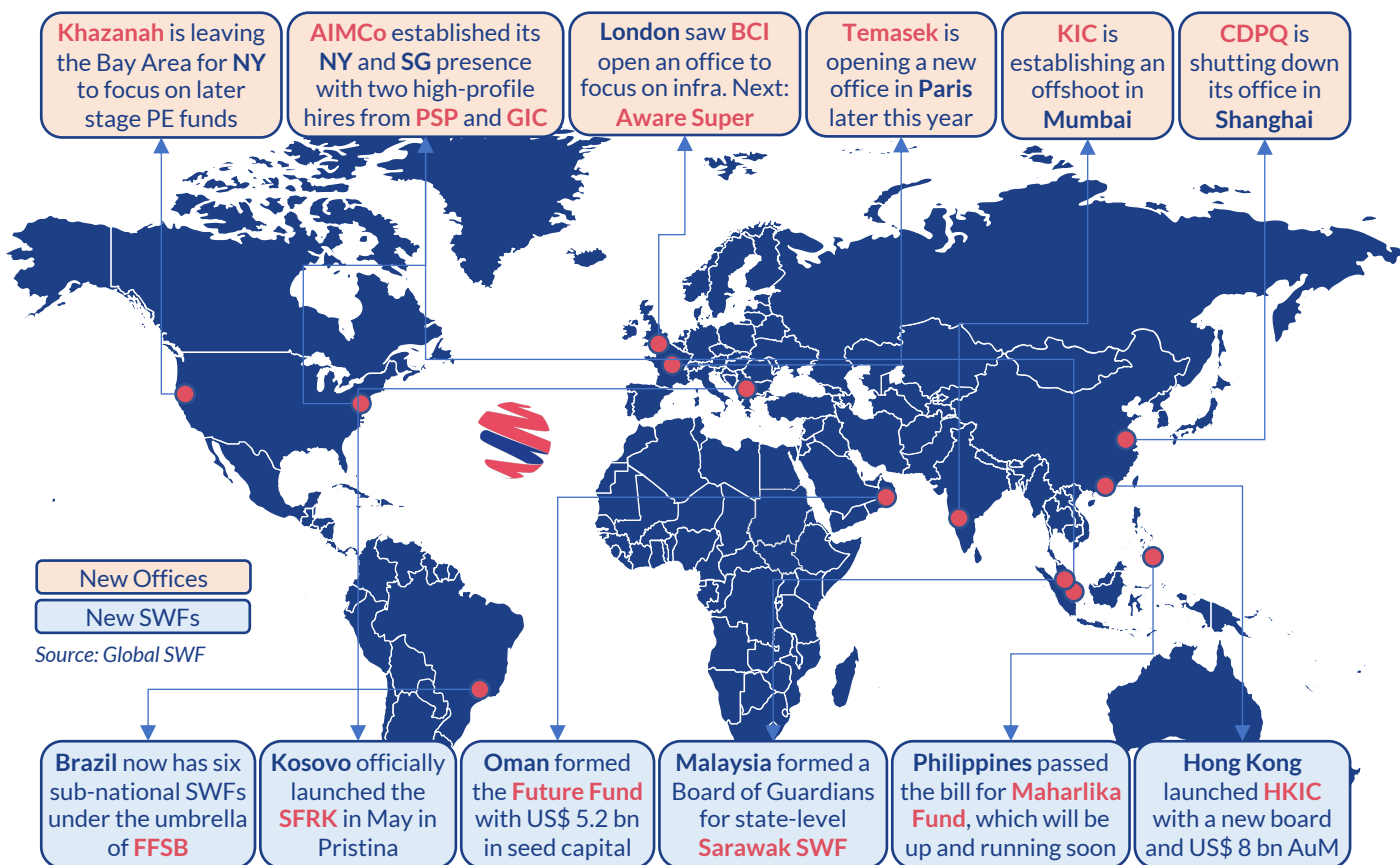 Khazanah is leaving
the Bay Area for NY
to focus on later
stage PE funds
AIMCo established its
NY and SG presence
with two high-profile
hires from PSP and GIC
London saw BCI
open an office to
focus on infra. Next:
Aware Super
Temasek is
opening a new
office in Paris
later this year
KIC is
establishing an
offshoot in
Mumbai
CDPQ is
shutting down
its office in
Shanghai
New Offices
New SWFs
Source: Global SWF
Brazil now has six
sub-national SWFs
under the umbrella
of FFSB
Kosovo officially
launched the
SFRK in May in
Pristina
Oman formed
the Future Fund
with US$ 5.2 bn
in seed capital
Malaysia formed a
Board of Guardians
for state-level
Sarawak SWF
Philippines passed
the bill for Maharlika
Fund, which will be
up and running soon
Hong Kong
launched HKIC
with a new board
and US$ 8 bn AuM